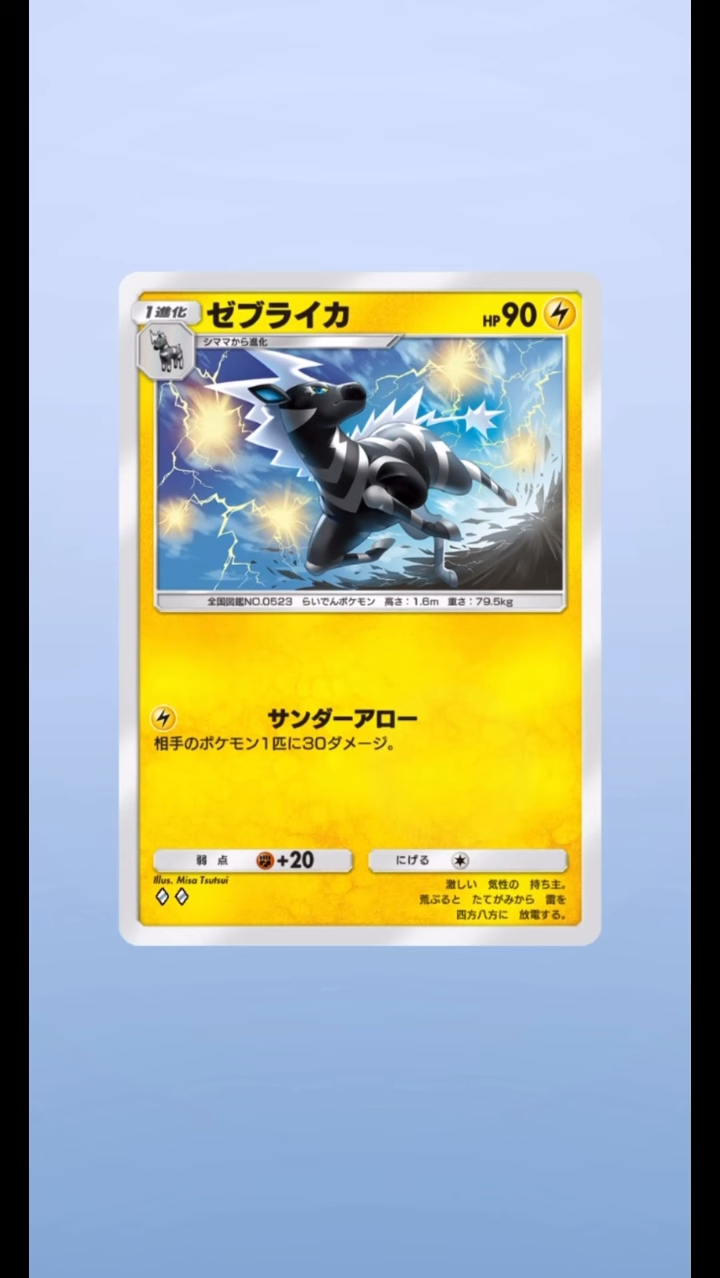 1進化 ゼブライカ HP 90
シママから進化
全国図鑑NO.0523 らいでんポケモン 高さ:1.6m 重さ:79.5kg
サンダーアロー
相手のポケモン1匹に30ダメージ。
弱点 +20 にげる
Illus. Misa Tsutsui
激しい 気性の 持ち主。
荒ぶると たてがみから 雷を
四方八方に 放電する。